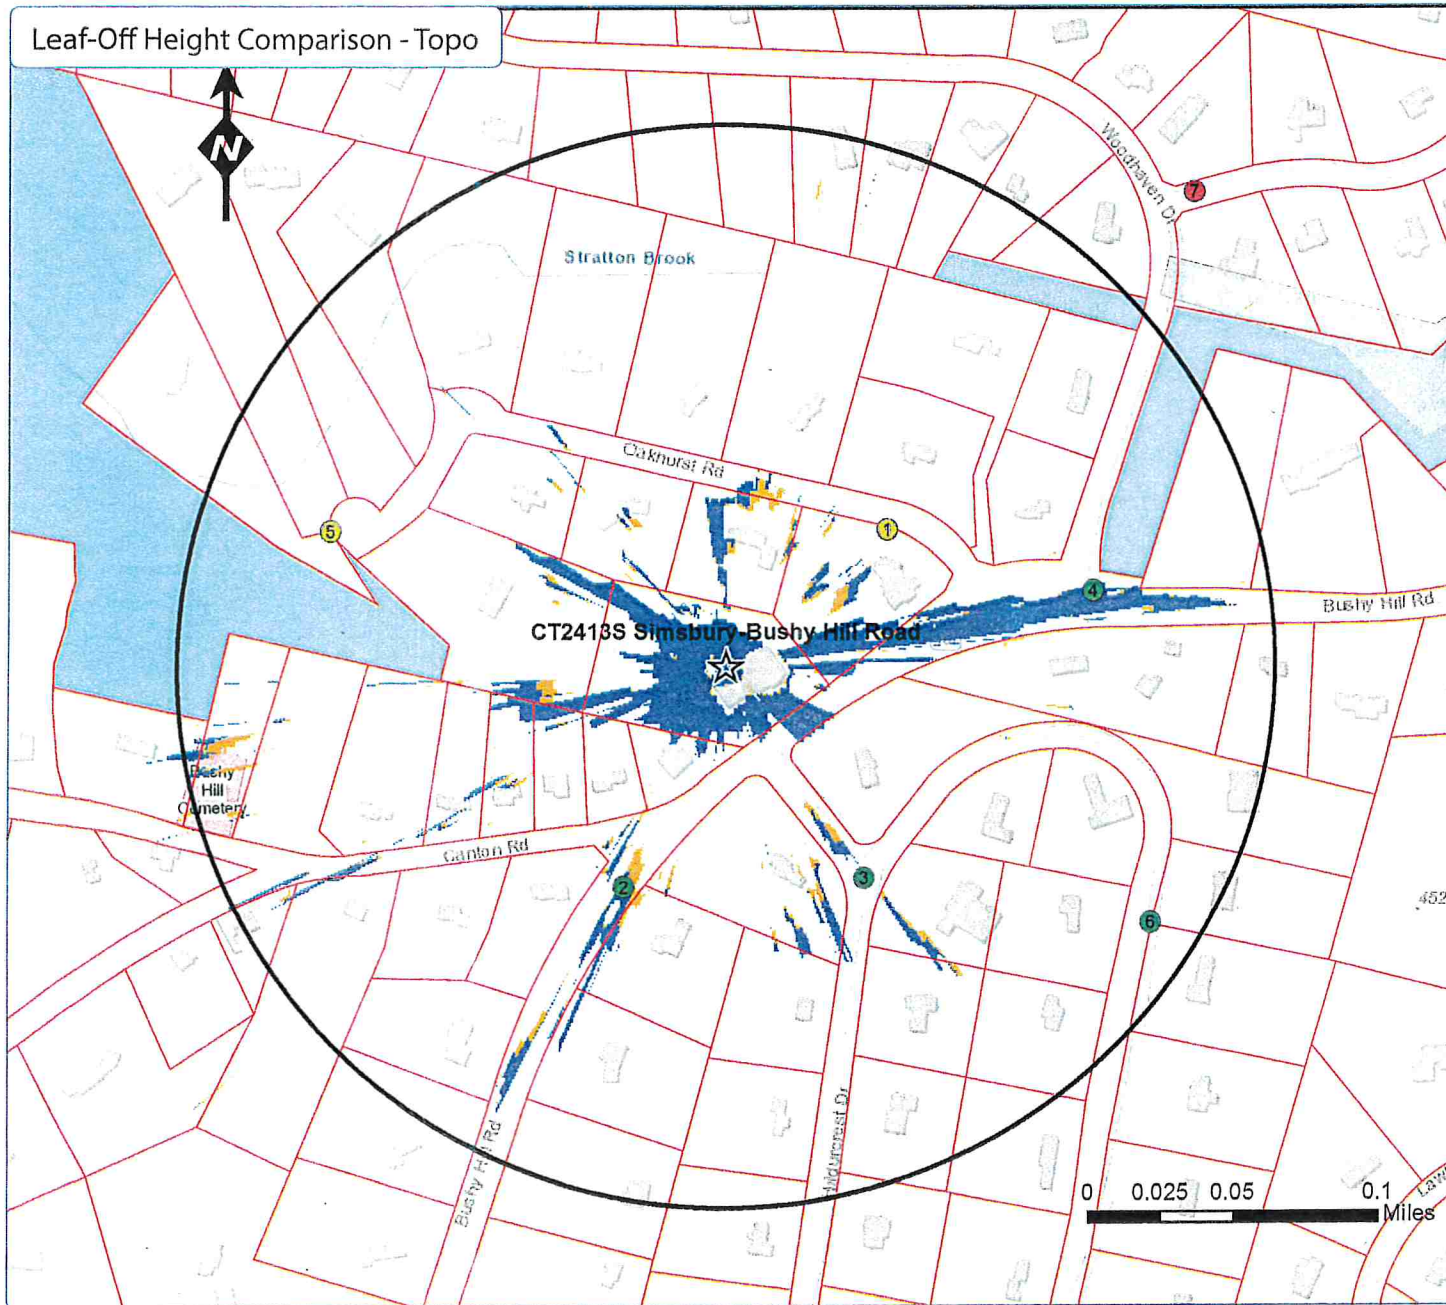 Leaf-Off Height Comparison - Topo
N
Woodhaven Dr
7
Stratton Brook
Oakhurst Rd
5
1
4
Bushy Hill Rd
CT2413S Simsbury-Bushy Hill Road
Bushy
Hill
Cemetery
Canton Rd
2
3
6
452
Hildurcrest Dr
Bushy Hill Rd
0 0.025 0.05 0.1
Miles
Law